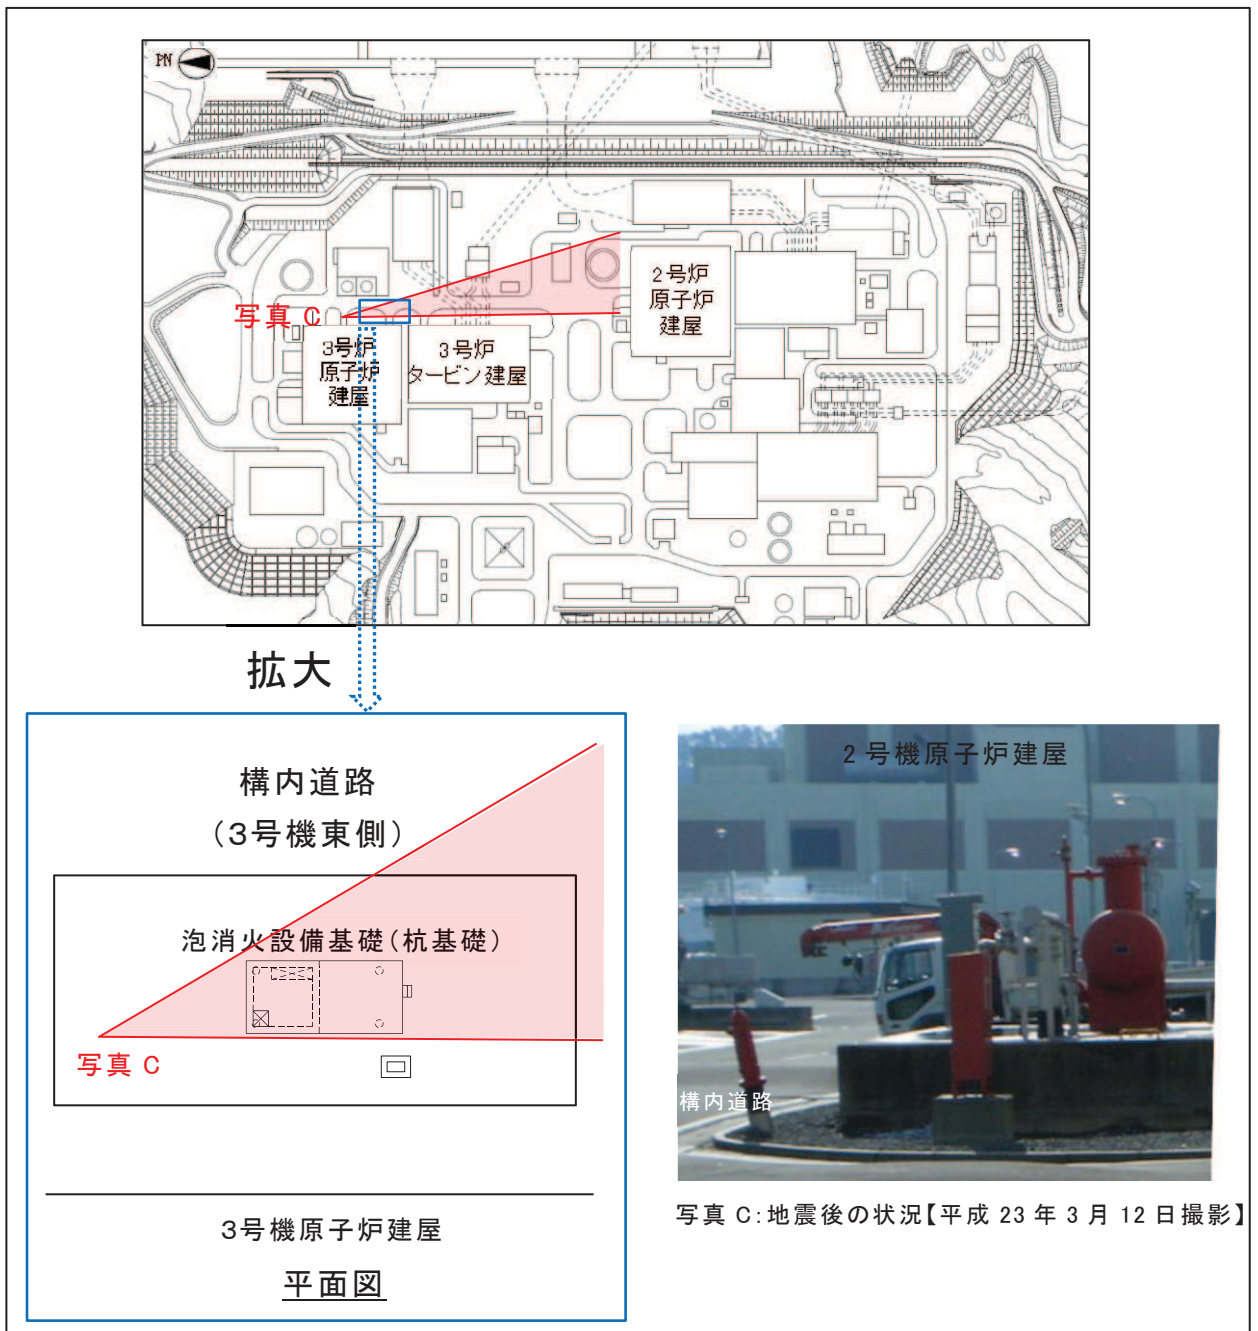 PN
2号炉
原子炉
建屋
写真 C
3号炉
原子炉
建屋
3号炉
タービン建屋
拡大
構内道路
(3号機東側)
泡消火設備基礎(杭基礎)
写真 C
3号機原子炉建屋
平面図
2号機原子炉建屋
構内道路
写真 C:地震後の状況【平成 23 年 3 月 12 日撮影】